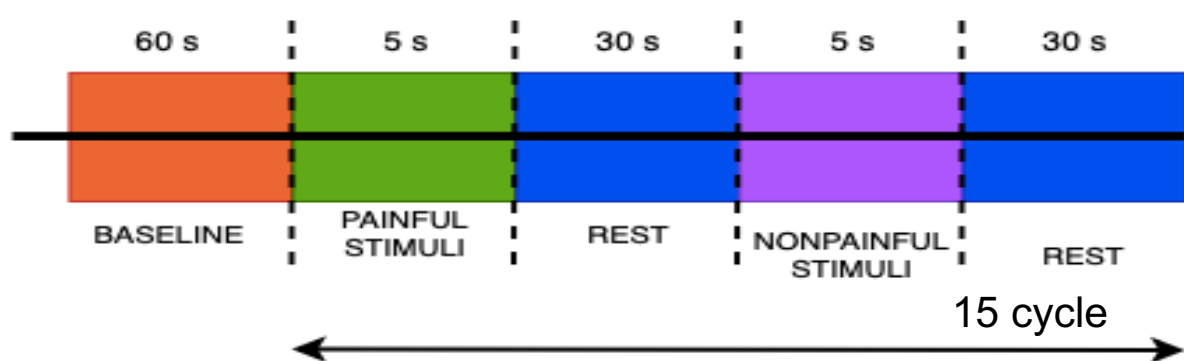 60 s 5 s 30 s 5 s 30 s
BASELINE
PAINFUL
STIMULI
REST
NONPAINFUL
STIMULI
REST
15 cycle